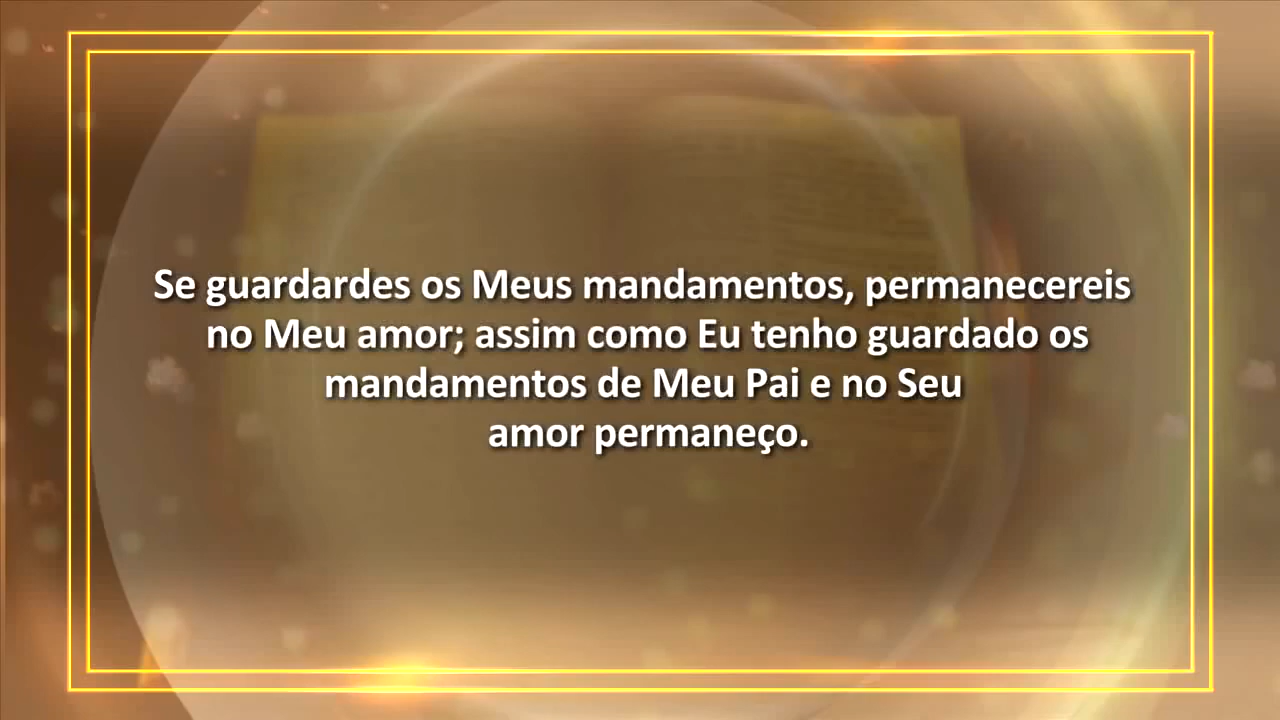 Se guardardes os Meus mandamentos, permanecereis
no Meu amor; assim como Eu tenho guardado os
mandamentos de Meu Pai e no Seu
amor permaneço.